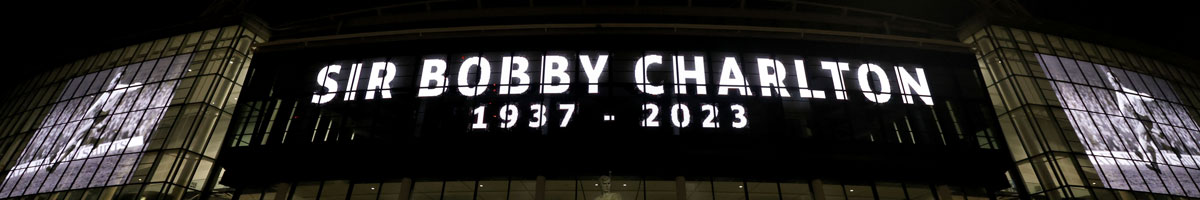 SIR BOBBY CHARLTON
1937 - 2023